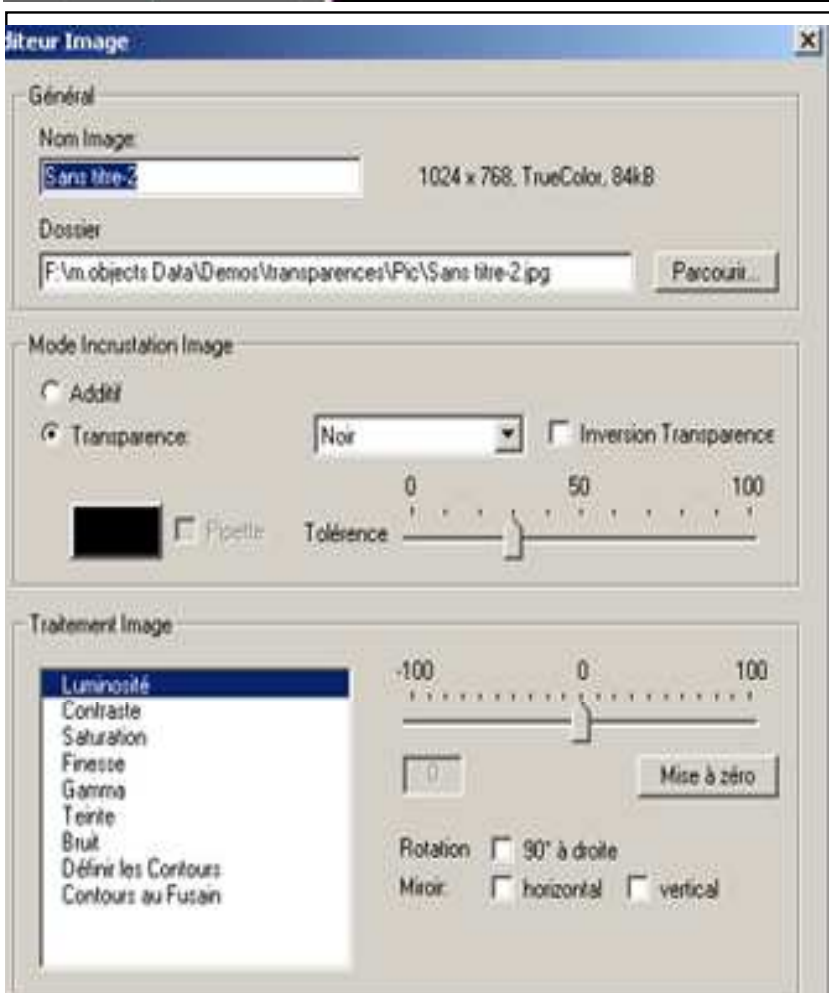 diteur Image
Général
Nom Image:
Sans titre-2
1024 x 768, TrueColor, 84kB
Dossier
F:\m.objects Data\Demos\transparences\Pic\Sans titre-2.jpg
Parcourir...
Mode Incrustation Image
Additif
Transparence:
Noir
Inversion Transparence
0 50 100
Pipette
Tolérence
Traitement Image
Luminosité
Contraste
Saturation
Finesse
Gamma
Teinte
Bruit
Définir les Contours
Contours au Fusain
-100 0 100
0
Mise à zéro
Rotation 90° à droite
Miroir: horizontal vertical